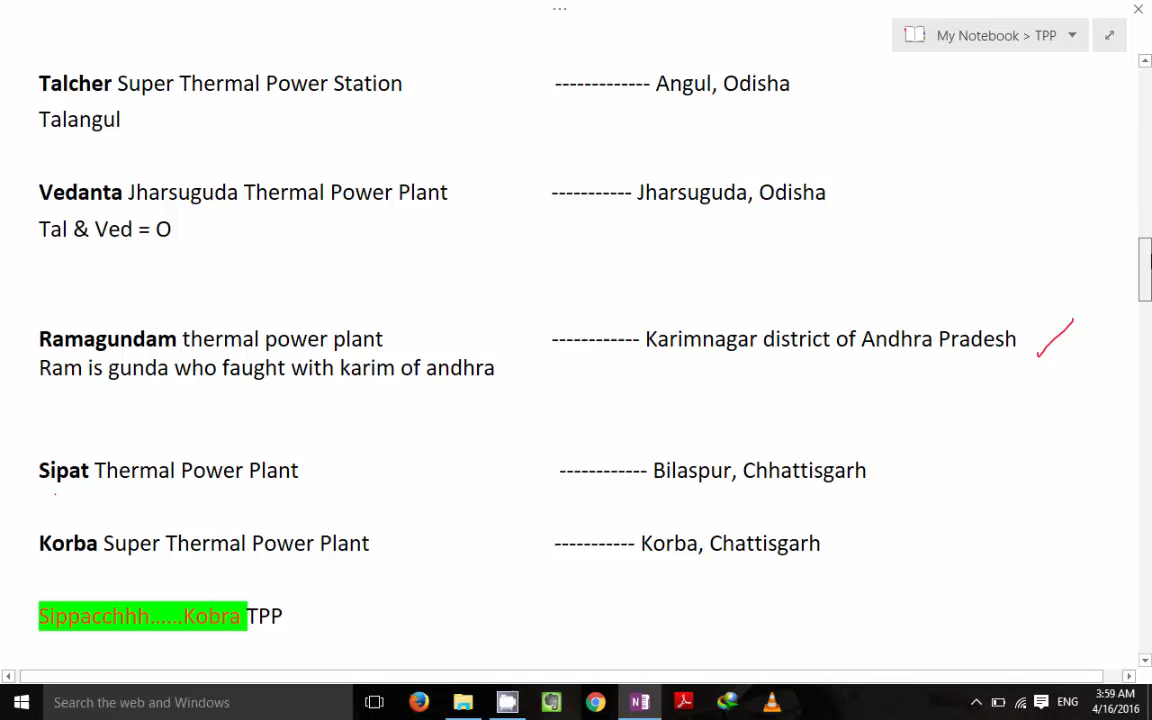 ...
My Notebook > TPP
Talcher Super Thermal Power Station ------------- Angul, Odisha
Talangul
Vedanta Jharsuguda Thermal Power Plant ----------- Jharsuguda, Odisha
Tal & Ved = O
Ramagundam thermal power plant ------------ Karimnagar district of Andhra Pradesh
Ram is gunda who faught with karim of andhra
Sipat Thermal Power Plant ------------ Bilaspur, Chhattisgarh
Korba Super Thermal Power Plant ----------- Korba, Chattisgarh
Sippacchhh......Kobra TPP
Search the web and Windows
ENG
3:59 AM
4/16/2016